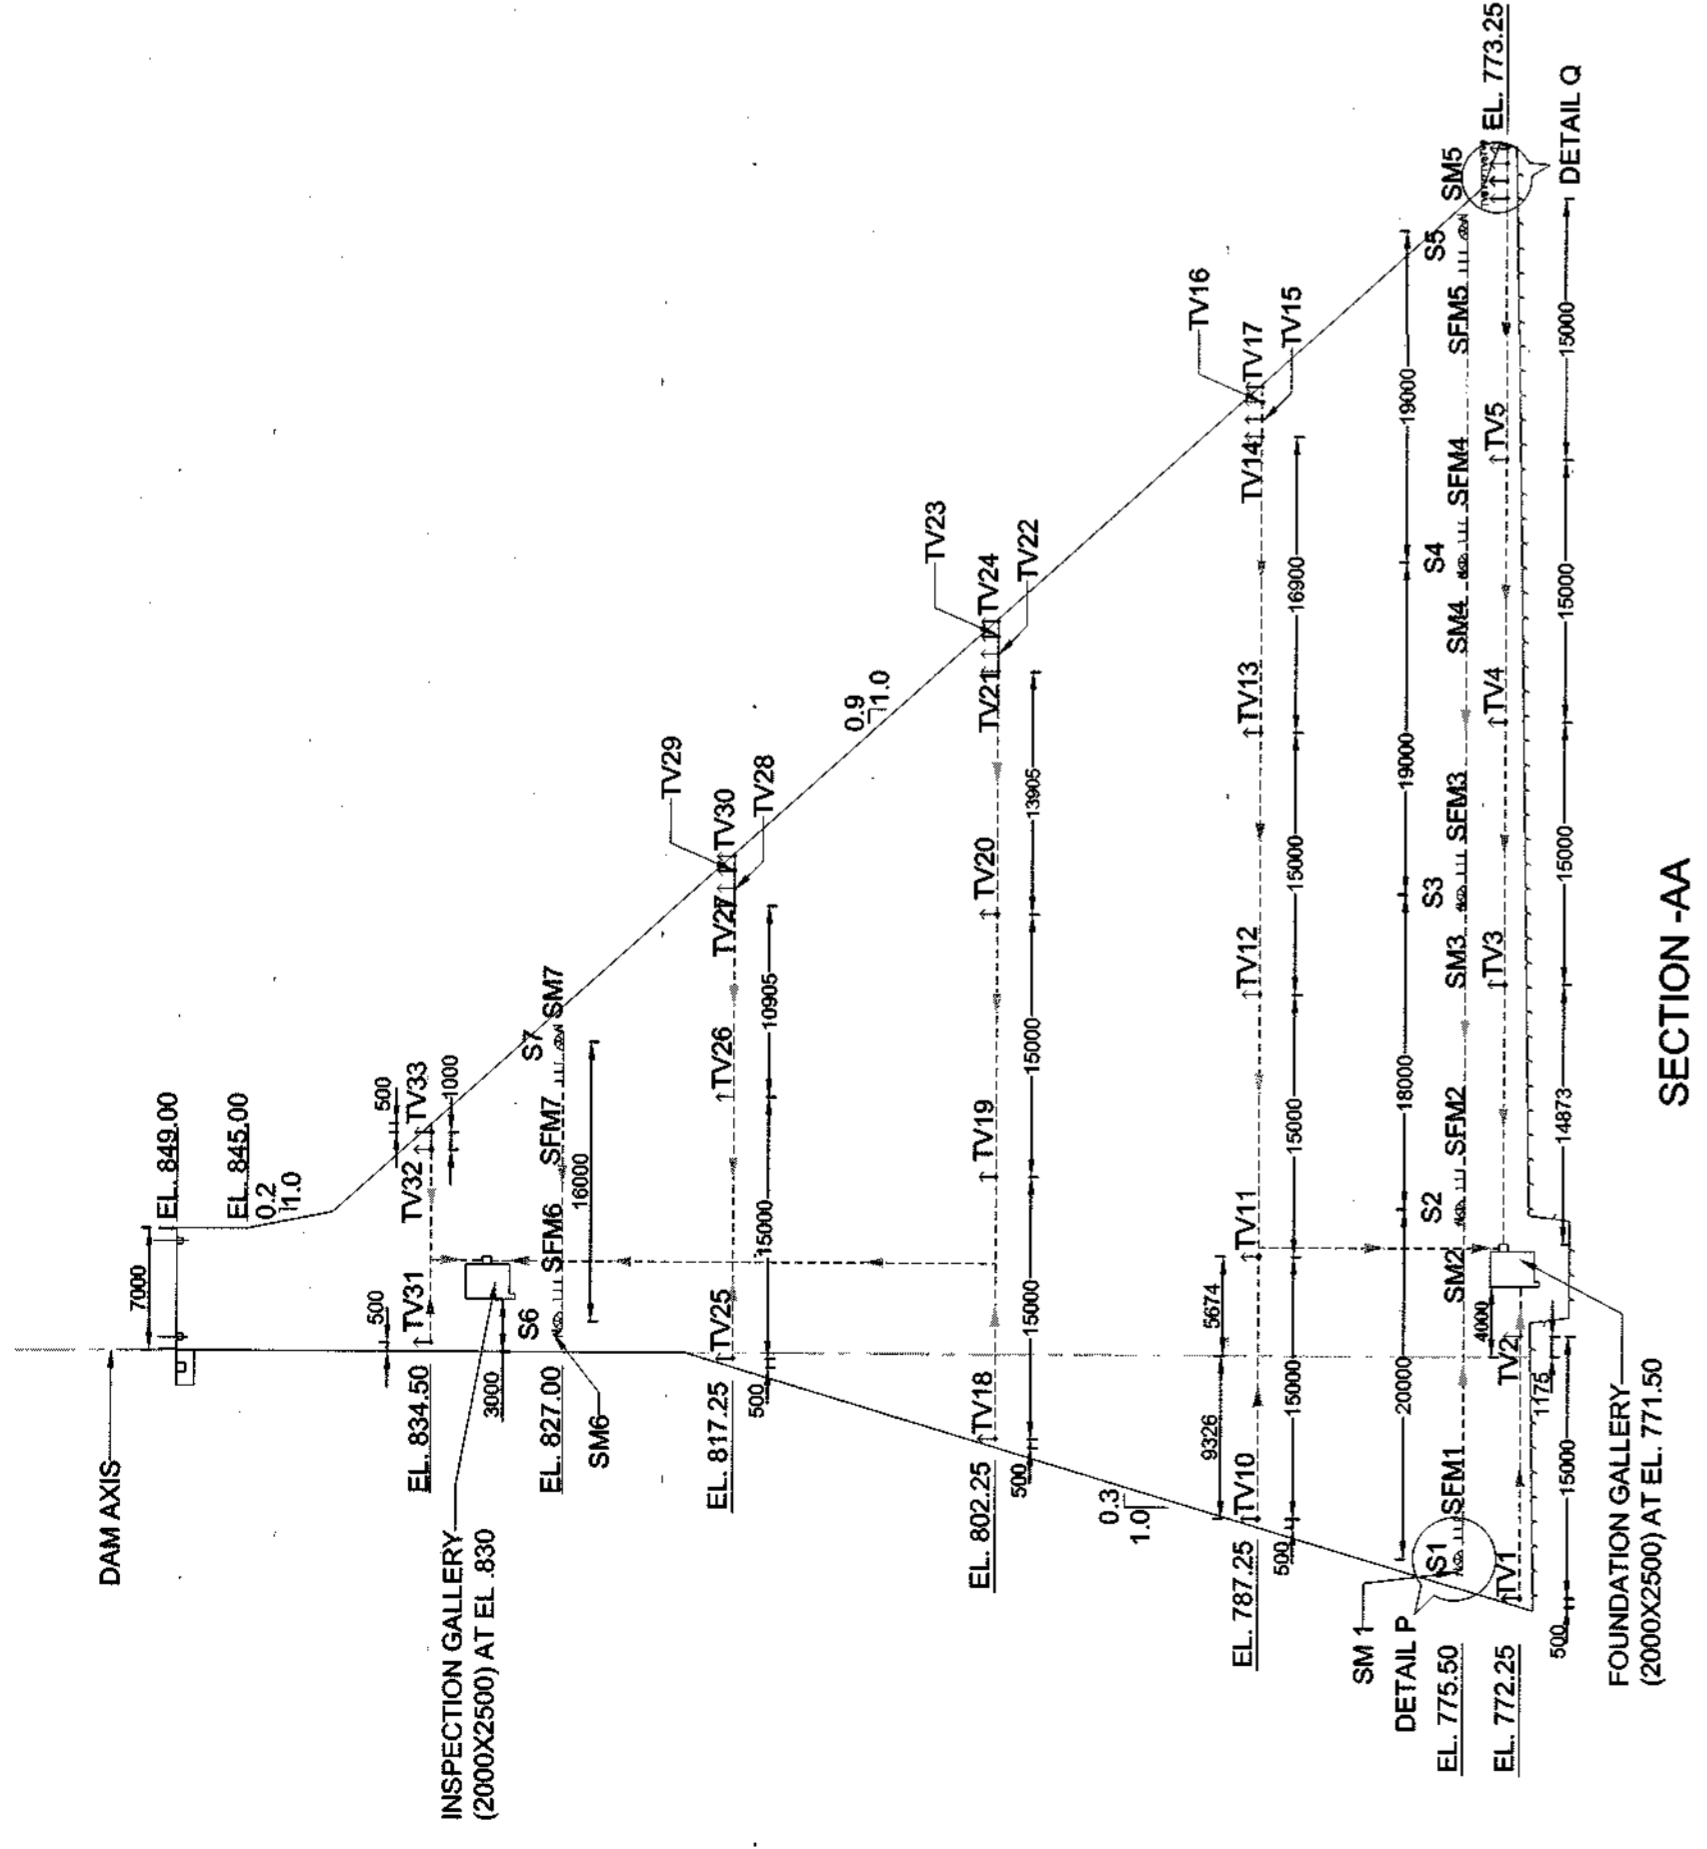 DAM AXIS
7000
EL. 849.00
EL. 845.00
0.2
1.0
500
TV31
TV32
500
TV33
1000
EL. 834.50
3000
INSPECTION GALLERY
(2000X2500) AT EL .830
EL. 827.00
S6
SFM6
SFM7
S7
SM7
16000
SM6
TV29
EL. 817.25
TV25
TV26
TV27
TV30
TV28
500
15000
10905
0.9
1.0
TV23
EL. 802.25
TV18
TV19
TV20
TV21
TV24
TV22
500
15000
15000
13905
0.3
1.0
TV16
9326
5674
EL. 787.25
TV10
TV11
TV12
TV13
TV14
TV17
TV15
500
15000
15000
15000
16900
SM 1
20000
18000
19000
19000
DETAIL P
S1
S2
S3
S4
S5
SM5
EL. 775.50
SFM1
SM2
SFM2
SM3
SFM3
SM4
SFM4
SFM5
4000
EL. 772.25
TV1
TV2
TV3
TV4
TV5
EL. 773.25
1175
500
15000
14873
15000
15000
15000
DETAIL Q
FOUNDATION GALLERY
(2000X2500) AT EL. 771.50
SECTION -AA